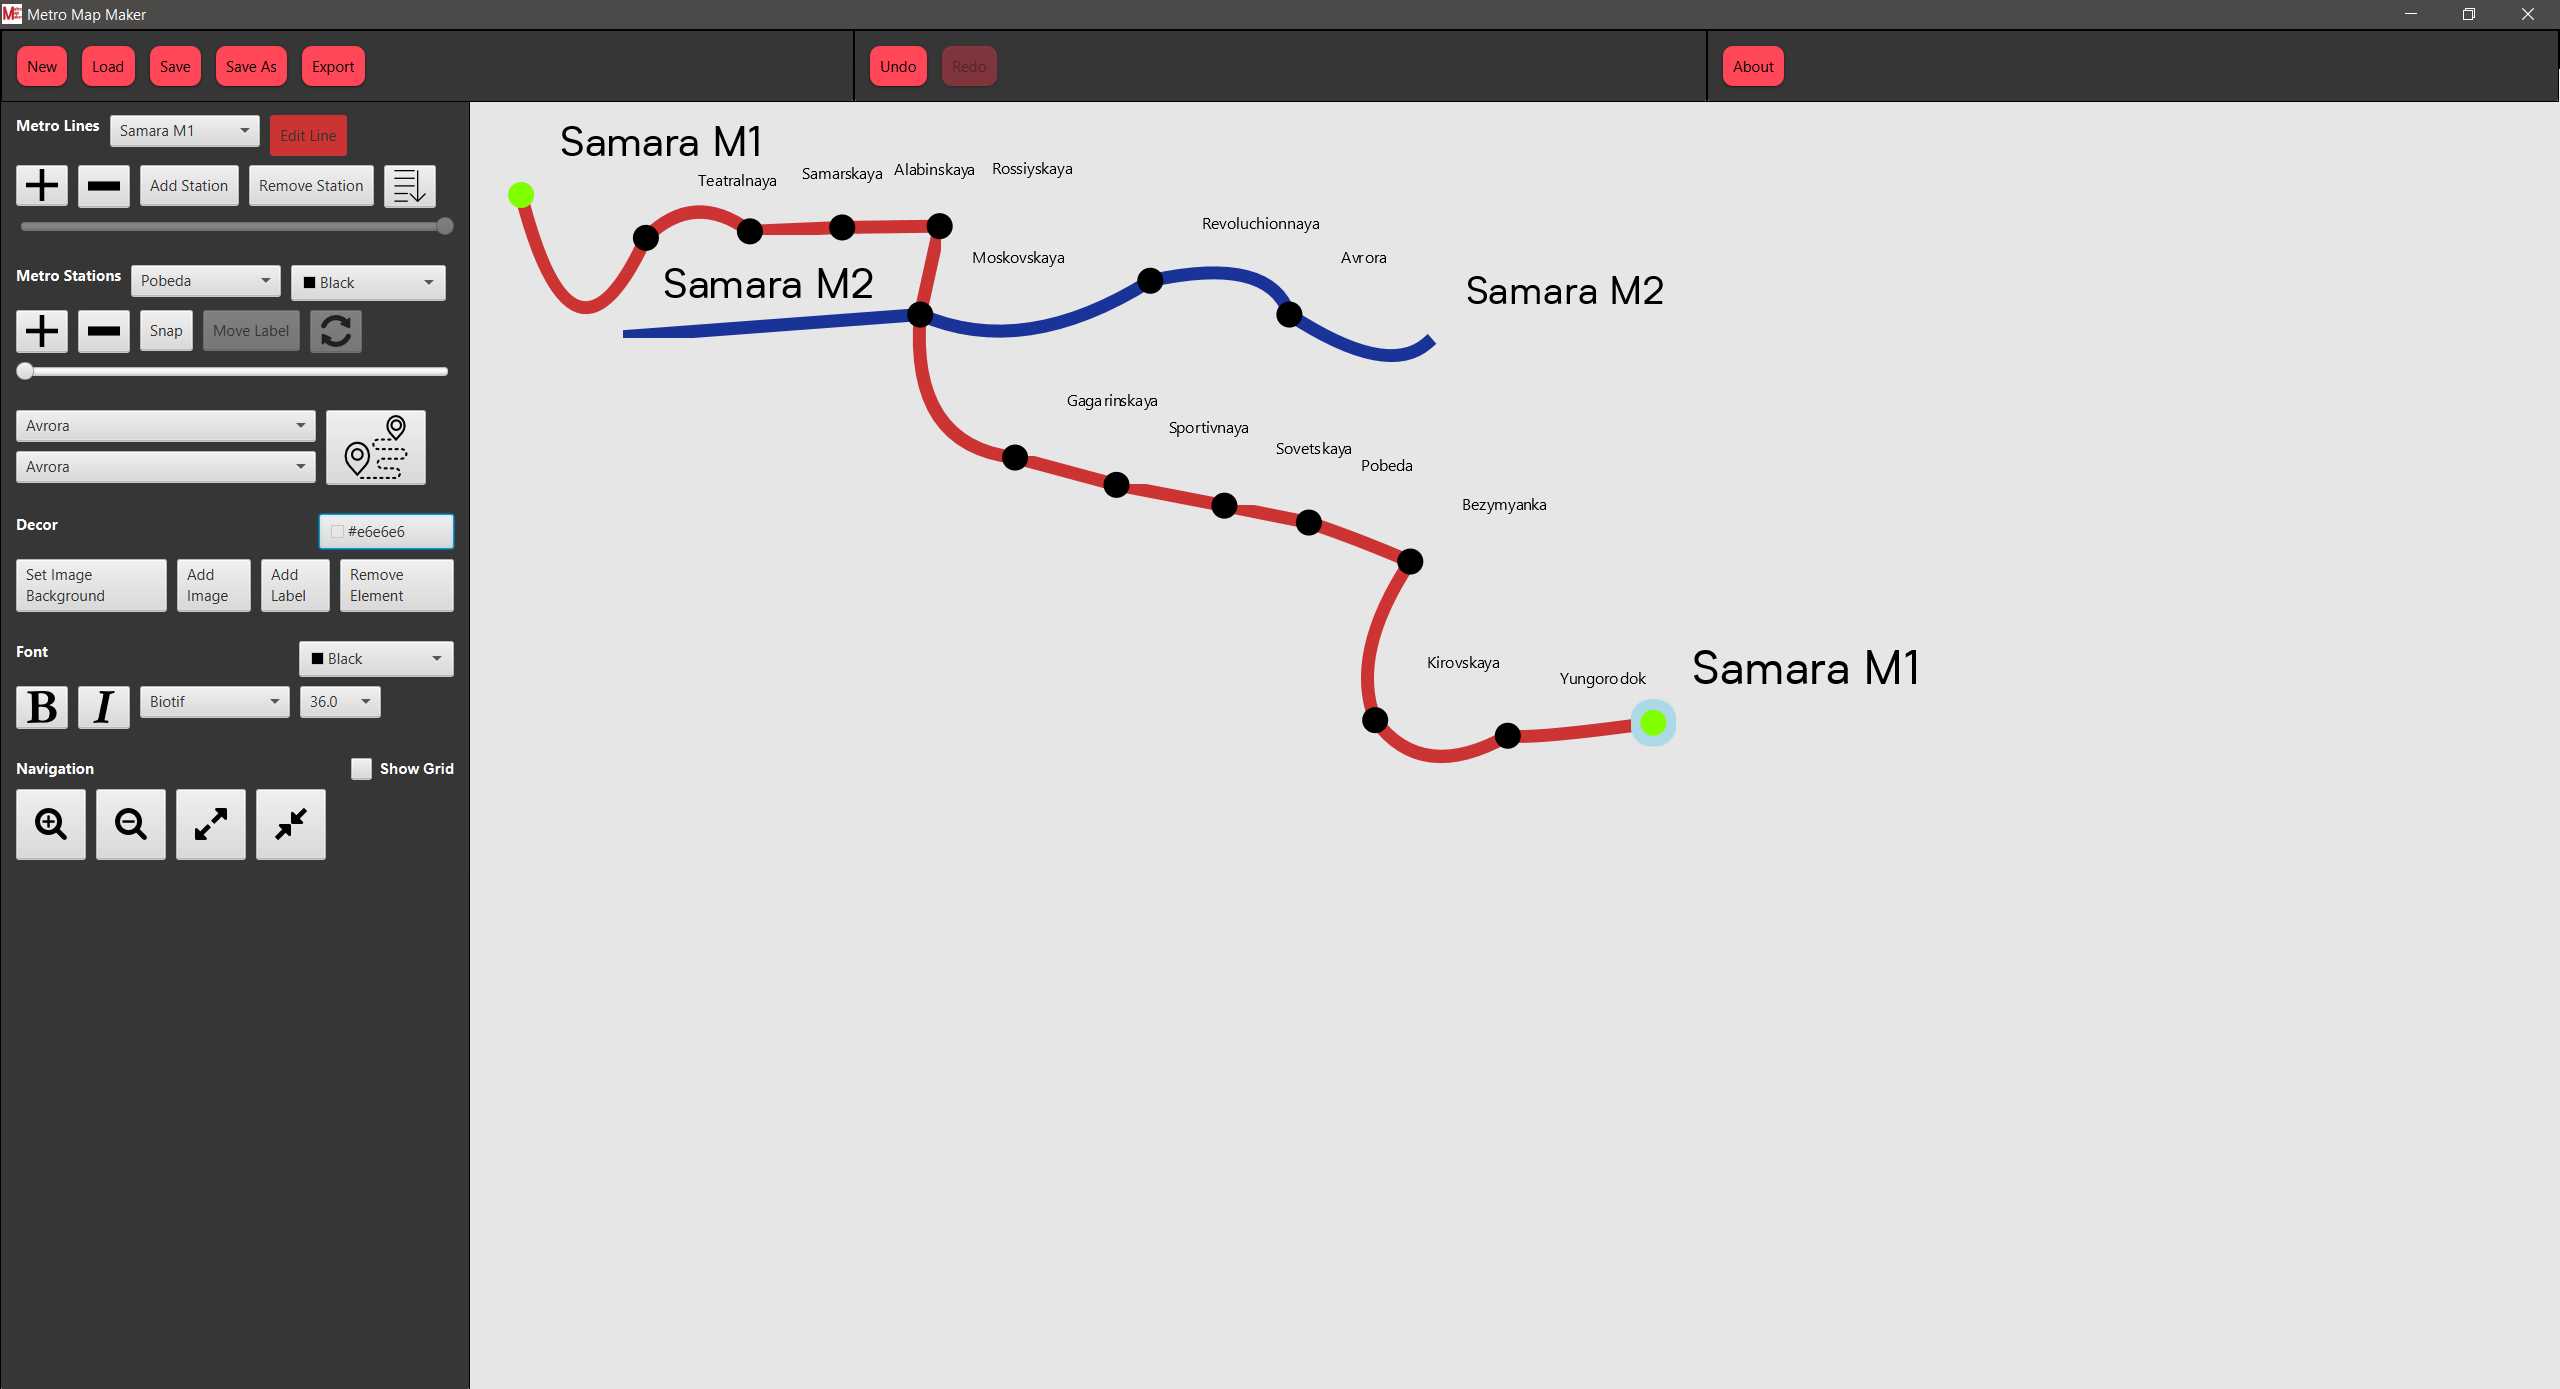 Metro Map Maker
New Load Save Save As Export Undo Redo About
Metro Lines Samara M1 Edit Line
Add Station Remove Station
Metro Stations Pobeda Black
Snap Move Label
Avrora
Avrora
Decor #e6e6e6
Set Image Background
Add Image
Add Label
Remove Element
Font Black
B I Biotif 36.0
Navigation Show Grid
Samara M1
Teatralnaya
Samarskaya
Alabinskaya
Rossiyskaya
Revoluchionnaya
Moskovskaya
Avrora
Samara M2
Samara M2
Gagarinskaya
Sportivnaya
Sovetskaya
Pobeda
Bezymyanka
Kirovskaya
Yungorodok
Samara M1